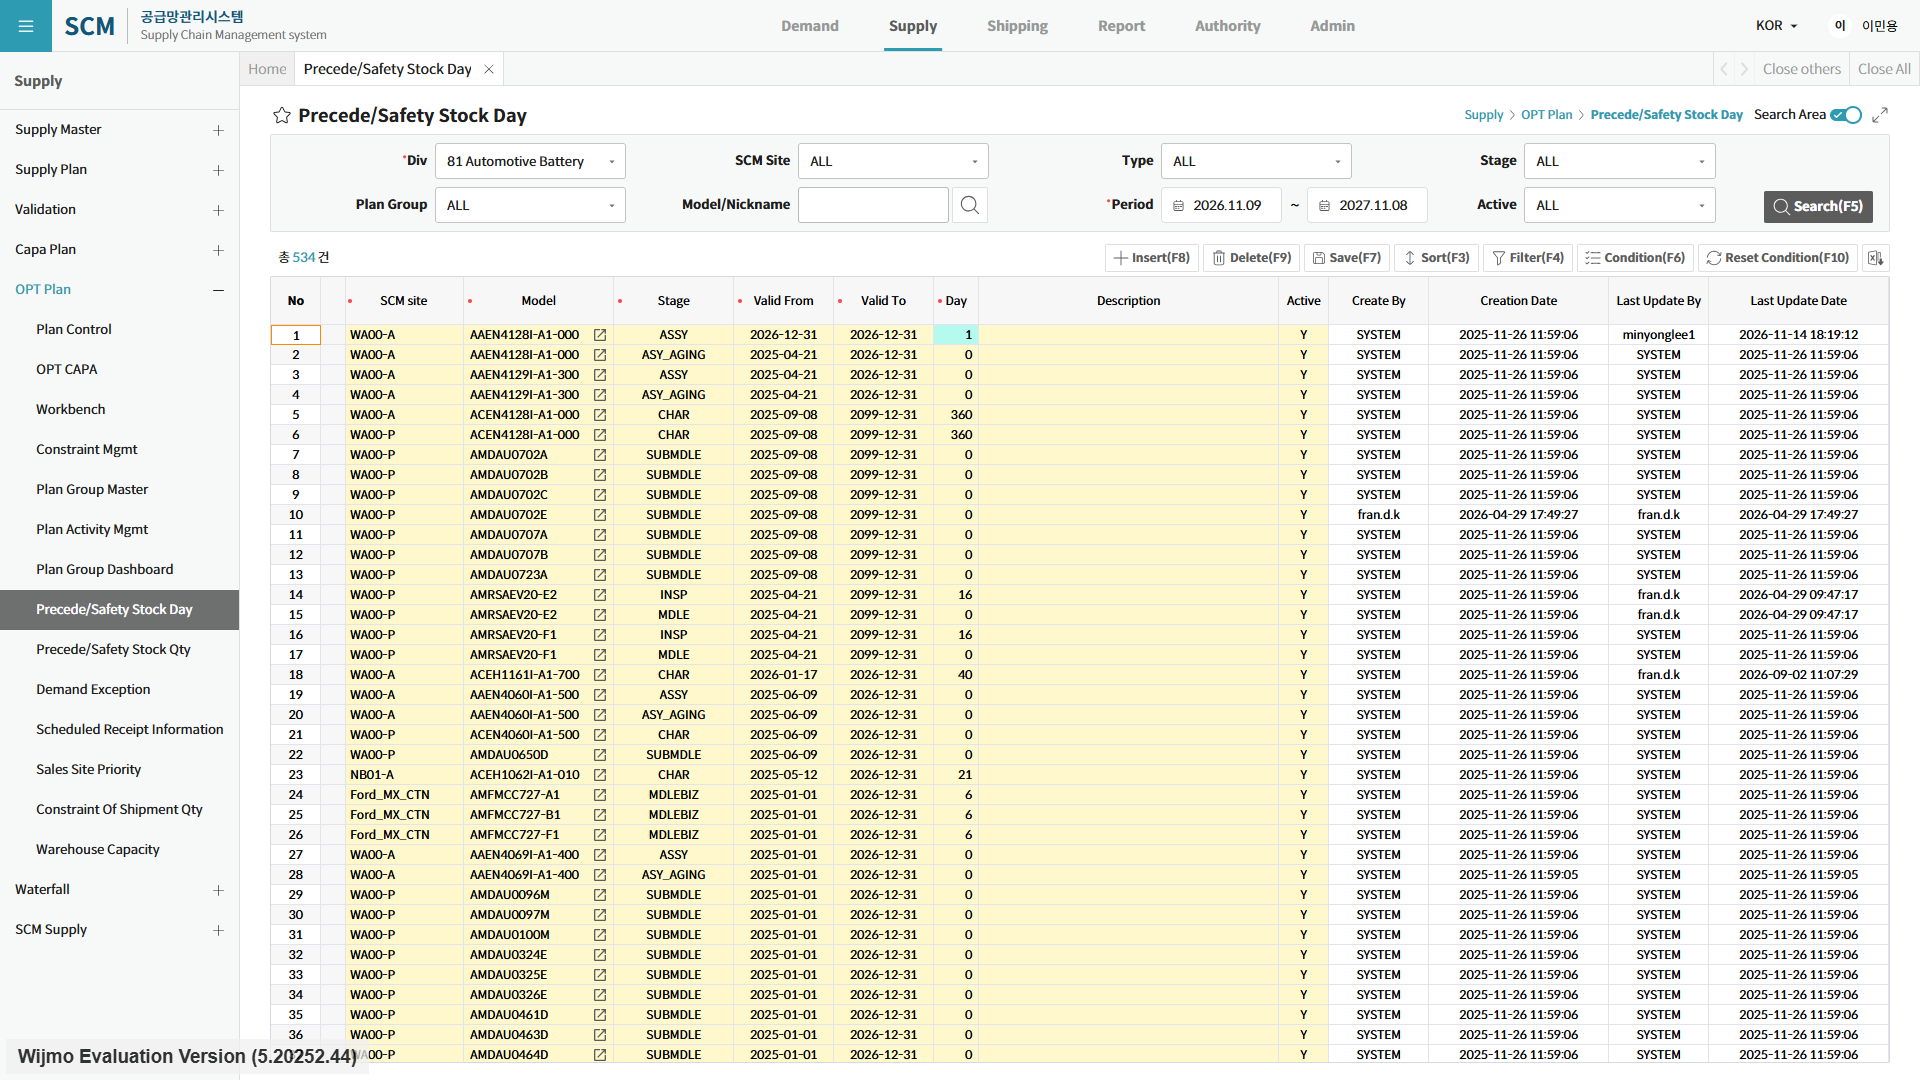 SCM 공급망관리시스템 Supply Chain Management system
Demand Supply Shipping Report Authority Admin
KOR 이 이민용
Home Precede/Safety Stock Day Close others Close All
Supply
Supply Master
Supply Plan
Validation
Capa Plan
OPT Plan
Plan Control
OPT CAPA
Workbench
Constraint Mgmt
Plan Group Master
Plan Activity Mgmt
Plan Group Dashboard
Precede/Safety Stock Day
Precede/Safety Stock Qty
Demand Exception
Scheduled Receipt Information
Sales Site Priority
Constraint Of Shipment Qty
Warehouse Capacity
Waterfall
SCM Supply
Precede/Safety Stock Day
Supply > OPT Plan > Precede/Safety Stock Day Search Area
*Div 81 Automotive Battery SCM Site ALL Type ALL Stage ALL
Plan Group ALL Model/Nickname *Period 2026.11.09 ~ 2027.11.08 Active ALL Search(F5)
총 534 건 Insert(F8) Delete(F9) Save(F7) Sort(F3) Filter(F4) Condition(F6) Reset Condition(F10)
No SCM site Model Stage Valid From Valid To Day Description Active Create By Creation Date Last Update By Last Update Date
1 WA00-A AAEN4128I-A1-000 ASSY 2026-12-31 2026-12-31 1 Y SYSTEM 2025-11-26 11:59:06 minyonglee1 2026-11-14 18:19:12
2 WA00-A AAEN4128I-A1-000 ASY_AGING 2025-04-21 2026-12-31 0 Y SYSTEM 2025-11-26 11:59:06 SYSTEM 2025-11-26 11:59:06
3 WA00-A AAEN4129I-A1-300 ASSY 2025-04-21 2026-12-31 0 Y SYSTEM 2025-11-26 11:59:06 SYSTEM 2025-11-26 11:59:06
4 WA00-A AAEN4129I-A1-300 ASY_AGING 2025-04-21 2026-12-31 0 Y SYSTEM 2025-11-26 11:59:06 SYSTEM 2025-11-26 11:59:06
5 WA00-A ACEN4128I-A1-000 CHAR 2025-09-08 2099-12-31 360 Y SYSTEM 2025-11-26 11:59:06 SYSTEM 2025-11-26 11:59:06
6 WA00-P ACEN4128I-A1-000 CHAR 2025-09-08 2099-12-31 360 Y SYSTEM 2025-11-26 11:59:06 SYSTEM 2025-11-26 11:59:06
7 WA00-P AMDAU0702A SUBMDLE 2025-09-08 2099-12-31 0 Y SYSTEM 2025-11-26 11:59:06 SYSTEM 2025-11-26 11:59:06
8 WA00-P AMDAU0702B SUBMDLE 2025-09-08 2099-12-31 0 Y SYSTEM 2025-11-26 11:59:06 SYSTEM 2025-11-26 11:59:06
9 WA00-P AMDAU0702C SUBMDLE 2025-09-08 2099-12-31 0 Y SYSTEM 2025-11-26 11:59:06 SYSTEM 2025-11-26 11:59:06
10 WA00-P AMDAU0702E SUBMDLE 2025-09-08 2099-12-31 0 Y fran.d.k 2026-04-29 17:49:27 fran.d.k 2026-04-29 17:49:27
11 WA00-P AMDAU0707A SUBMDLE 2025-09-08 2099-12-31 0 Y SYSTEM 2025-11-26 11:59:06 SYSTEM 2025-11-26 11:59:06
12 WA00-P AMDAU0707B SUBMDLE 2025-09-08 2099-12-31 0 Y SYSTEM 2025-11-26 11:59:06 SYSTEM 2025-11-26 11:59:06
13 WA00-P AMDAU0723A SUBMDLE 2025-09-08 2099-12-31 0 Y SYSTEM 2025-11-26 11:59:06 SYSTEM 2025-11-26 11:59:06
14 WA00-P AMRSAEV20-E2 INSP 2025-04-21 2099-12-31 16 Y SYSTEM 2025-11-26 11:59:06 fran.d.k 2026-04-29 09:47:17
15 WA00-P AMRSAEV20-E2 MDLE 2025-04-21 2099-12-31 0 Y SYSTEM 2025-11-26 11:59:06 fran.d.k 2026-04-29 09:47:17
16 WA00-P AMRSAEV20-F1 INSP 2025-04-21 2099-12-31 16 Y SYSTEM 2025-11-26 11:59:06 SYSTEM 2025-11-26 11:59:06
17 WA00-P AMRSAEV20-F1 MDLE 2025-04-21 2099-12-31 0 Y SYSTEM 2025-11-26 11:59:06 SYSTEM 2025-11-26 11:59:06
18 WA00-A ACEH1161I-A1-700 CHAR 2026-01-17 2026-12-31 40 Y SYSTEM 2025-11-26 11:59:06 fran.d.k 2026-09-02 11:07:29
19 WA00-A AAEN4060I-A1-500 ASSY 2025-06-09 2026-12-31 0 Y SYSTEM 2025-11-26 11:59:06 SYSTEM 2025-11-26 11:59:06
20 WA00-A AAEN4060I-A1-500 ASY_AGING 2025-06-09 2026-12-31 0 Y SYSTEM 2025-11-26 11:59:06 SYSTEM 2025-11-26 11:59:06
21 WA00-P ACEN4060I-A1-500 CHAR 2025-06-09 2026-12-31 0 Y SYSTEM 2025-11-26 11:59:06 SYSTEM 2025-11-26 11:59:06
22 WA00-P AMDAU0650D SUBMDLE 2025-06-09 2026-12-31 0 Y SYSTEM 2025-11-26 11:59:06 SYSTEM 2025-11-26 11:59:06
23 NB01-A ACEH1062I-A1-010 CHAR 2025-05-12 2026-12-31 21 Y SYSTEM 2025-11-26 11:59:06 SYSTEM 2025-11-26 11:59:06
24 Ford_MX_CTN AMFMCC727-A1 MDLEBIZ 2025-01-01 2026-12-31 6 Y SYSTEM 2025-11-26 11:59:06 SYSTEM 2025-11-26 11:59:06
25 Ford_MX_CTN AMFMCC727-B1 MDLEBIZ 2025-01-01 2026-12-31 6 Y SYSTEM 2025-11-26 11:59:06 SYSTEM 2025-11-26 11:59:06
26 Ford_MX_CTN AMFMCC727-F1 MDLEBIZ 2025-01-01 2026-12-31 6 Y SYSTEM 2025-11-26 11:59:06 SYSTEM 2025-11-26 11:59:06
27 WA00-A AAEN4069I-A1-400 ASSY 2025-01-01 2026-12-31 0 Y SYSTEM 2025-11-26 11:59:06 SYSTEM 2025-11-26 11:59:06
28 WA00-A AAEN4069I-A1-400 ASY_AGING 2025-01-01 2026-12-31 0 Y SYSTEM 2025-11-26 11:59:05 SYSTEM 2025-11-26 11:59:05
29 WA00-P AMDAU0096M SUBMDLE 2025-01-01 2026-12-31 0 Y SYSTEM 2025-11-26 11:59:06 SYSTEM 2025-11-26 11:59:06
30 WA00-P AMDAU0097M SUBMDLE 2025-01-01 2026-12-31 0 Y SYSTEM 2025-11-26 11:59:06 SYSTEM 2025-11-26 11:59:06
31 WA00-P AMDAU0100M SUBMDLE 2025-01-01 2026-12-31 0 Y SYSTEM 2025-11-26 11:59:06 SYSTEM 2025-11-26 11:59:06
32 WA00-P AMDAU0324E SUBMDLE 2025-01-01 2026-12-31 0 Y SYSTEM 2025-11-26 11:59:06 SYSTEM 2025-11-26 11:59:06
33 WA00-P AMDAU0325E SUBMDLE 2025-01-01 2026-12-31 0 Y SYSTEM 2025-11-26 11:59:06 SYSTEM 2025-11-26 11:59:06
34 WA00-P AMDAU0326E SUBMDLE 2025-01-01 2026-12-31 0 Y SYSTEM 2025-11-26 11:59:06 SYSTEM 2025-11-26 11:59:06
35 WA00-P AMDAU0461D SUBMDLE 2025-01-01 2026-12-31 0 Y SYSTEM 2025-11-26 11:59:06 SYSTEM 2025-11-26 11:59:06
36 WA00-P AMDAU0463D SUBMDLE 2025-01-01 2026-12-31 0 Y SYSTEM 2025-11-26 11:59:06 SYSTEM 2025-11-26 11:59:06
A00-P AMDAU0464D SUBMDLE 2025-01-01 2026-12-31 0 Y SYSTEM 2025-11-26 11:59:06 SYSTEM 2025-11-26 11:59:06
Wijmo Evaluation Version (5.20252.44)